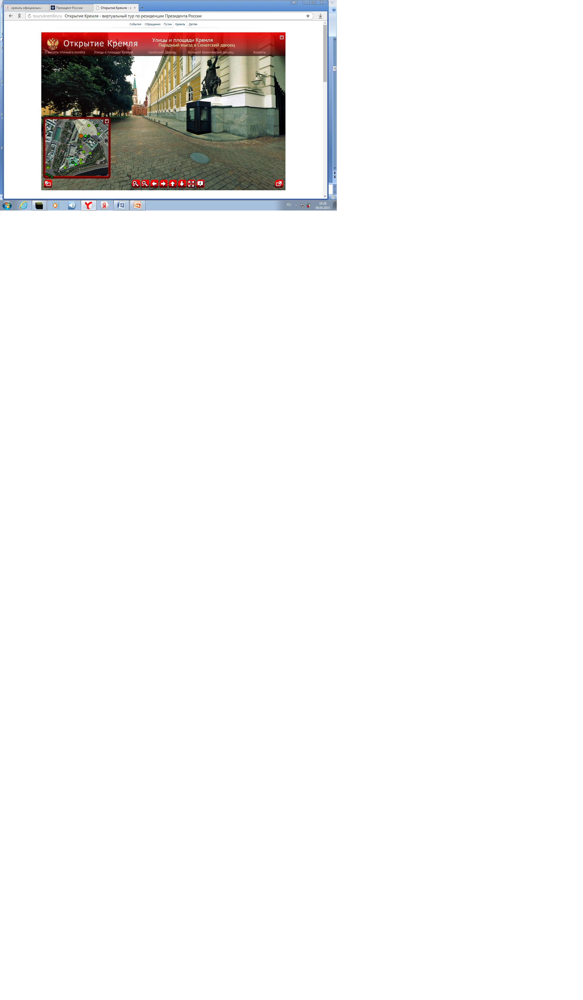 кремль официальны
Президент России
Открытие Кремля - в
tours.kremlin.ru Открытие Кремля - виртуальный тур по резиденции Президента России
События Обращения Путин Кремль Детям
Открытие Кремля
Улицы и площади Кремля
Парадный въезд в Сенатский дворец
С высоты птичьего полёта Улицы и площади Кремля Сенатский Дворец Большой Кремлёвский дворец Куранты
RU
10:26
09.04.2015